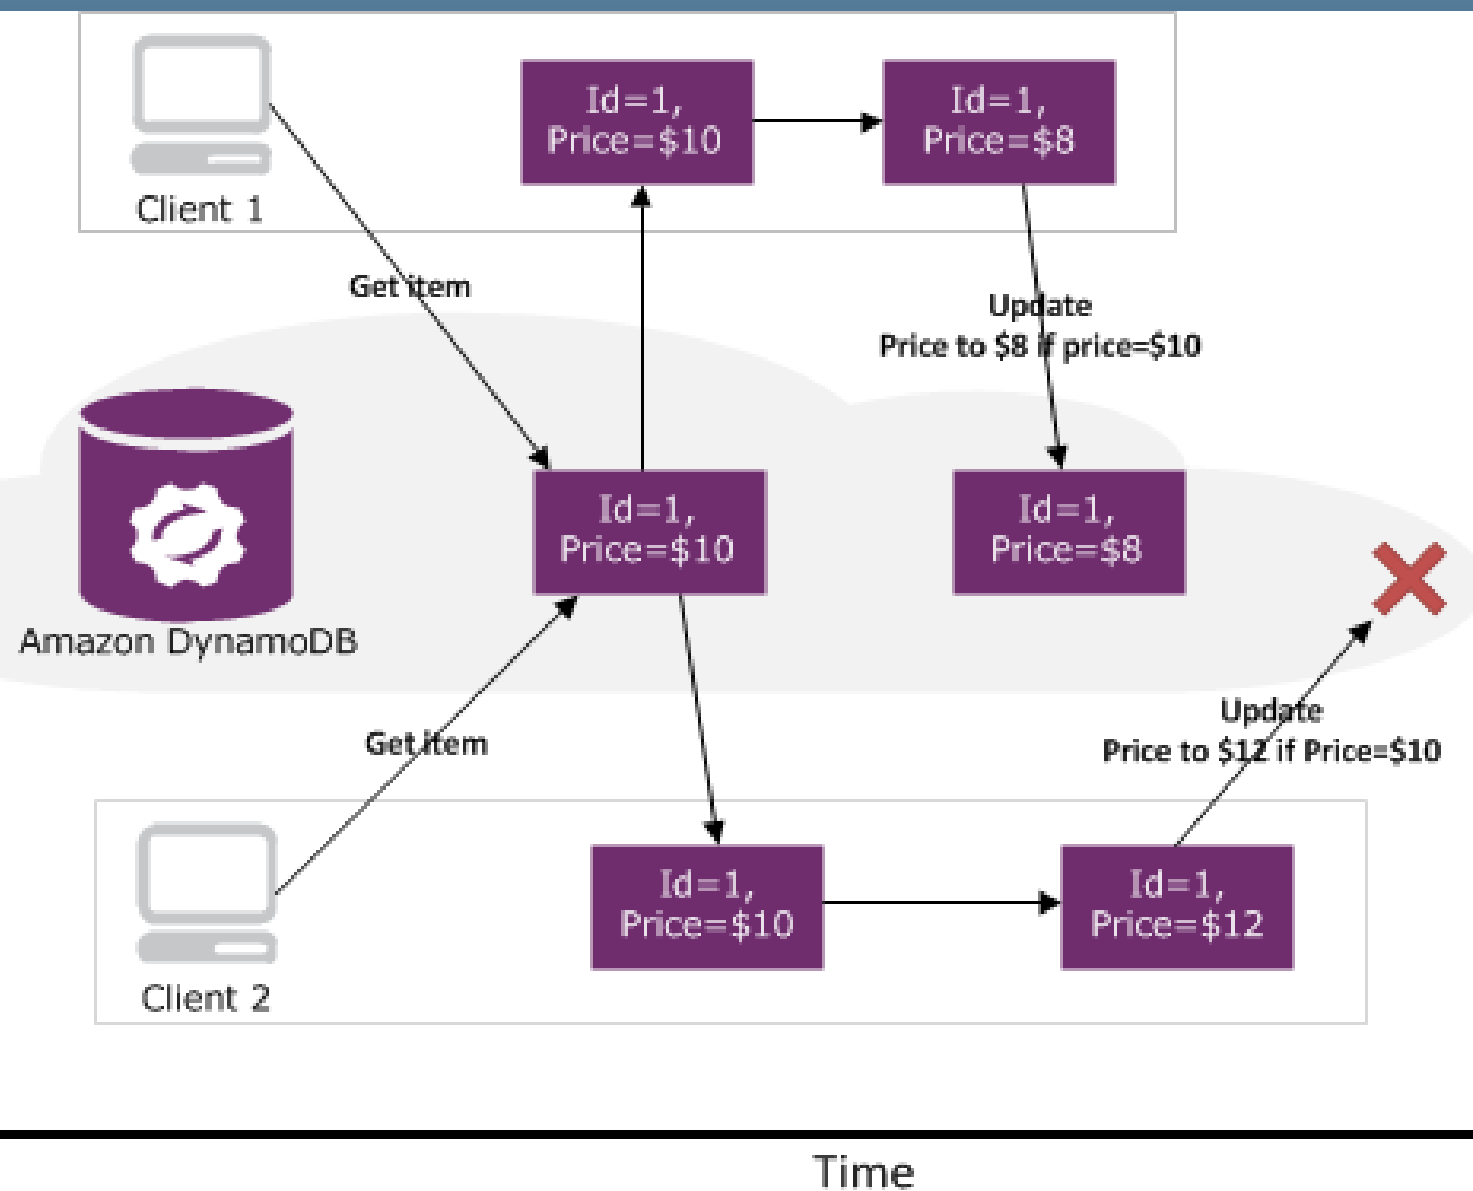 Id=1,
Price=$10
Id=1,
Price=$8
Client 1
Get item
Update
Price to $8 if price=$10
Id=1,
Price=$10
Id=1,
Price=$8
Amazon DynamoDB
Update
Price to $12 if Price=$10
Get item
Id=1,
Price=$10
Id=1,
Price=$12
Client 2
Time